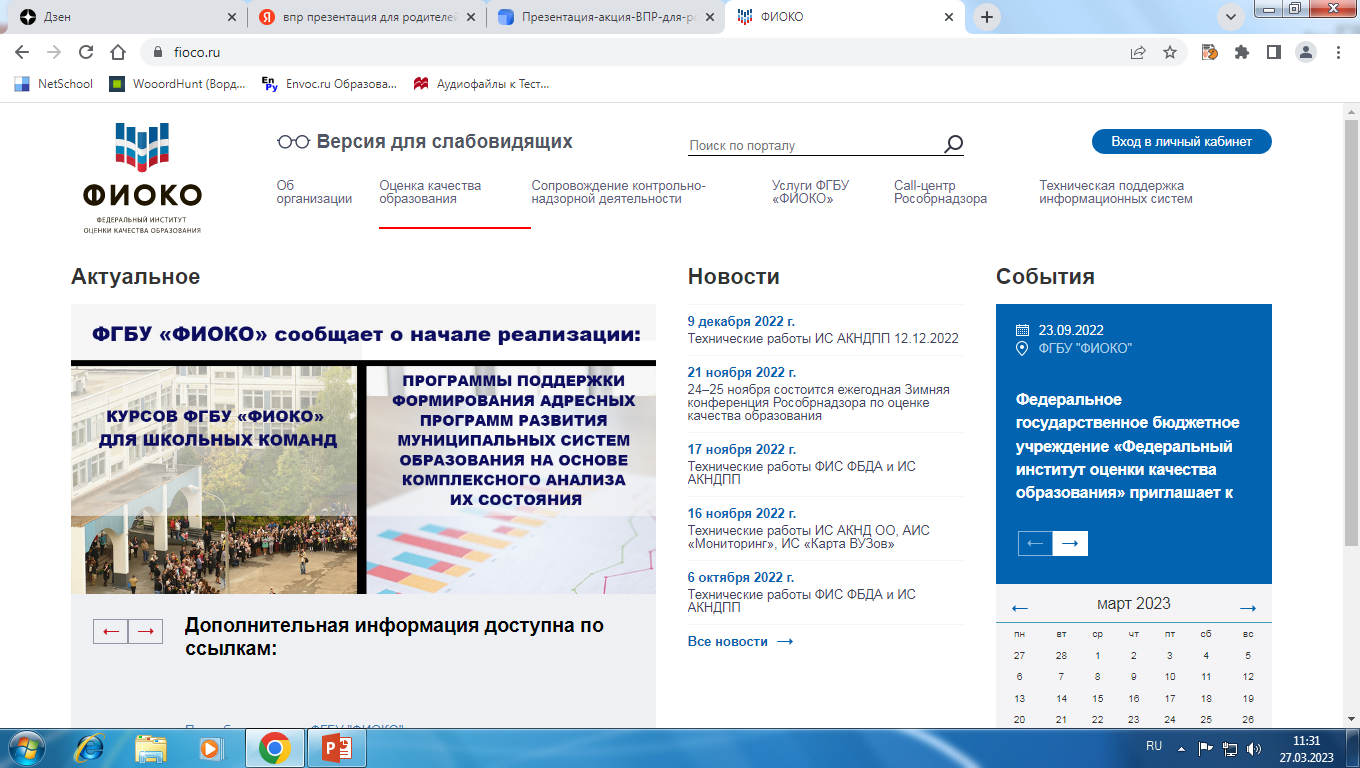 Дзен
впр презентация для родителей
Презентация-акция-ВПР-для-ро
ФИОКО
fioco.ru
NetSchool
WooordHunt (Ворд...
En
Py
Envoc.ru Образова...
Аудиофайлы к Тест...
ФИОКО
ФЕДЕРАЛЬНЫЙ ИНСТИТУТ
ОЦЕНКИ КАЧЕСТВА ОБРАЗОВАНИЯ
Версия для слабовидящих
Поиск по порталу
Вход в личный кабинет
Об
организации
Оценка качества
образования
Сопровождение контрольно-
надзорной деятельности
Услуги ФГБУ
«ФИОКО»
Call-центр
Рособрнадзора
Техническая поддержка
информационных систем
Актуальное
ФГБУ «ФИОКО» сообщает о начале реализации:
КУРСОВ ФГБУ «ФИОКО»
ДЛЯ ШКОЛЬНЫХ КОМАНД
ПРОГРАММЫ ПОДДЕРЖКИ
ФОРМИРОВАНИЯ АДРЕСНЫХ
ПРОГРАММ РАЗВИТИЯ
МУНИЦИПАЛЬНЫХ СИСТЕМ
ОБРАЗОВАНИЯ НА ОСНОВЕ
КОМПЛЕКСНОГО АНАЛИЗА
ИХ СОСТОЯНИЯ
Дополнительная информация доступна по
ссылкам:
Новости
9 декабря 2022 г.
Технические работы ИС АКНДПП 12.12.2022
21 ноября 2022 г.
24–25 ноября состоится ежегодная Зимняя
конференция Рособрнадзора по оценке
качества образования
17 ноября 2022 г.
Технические работы ФИС ФБДА и ИС
АКНДПП
16 ноября 2022 г.
Технические работы ИС АКНД ОО, АИС
«Мониторинг», ИС «Карта ВУЗов»
6 октября 2022 г.
Технические работы ФИС ФБДА и ИС
АКНДПП
Все новости
События
23.09.2022
ФГБУ "ФИОКО"
Федеральное
государственное бюджетное
учреждение «Федеральный
институт оценки качества
образования» приглашает к
март 2023
пн вт ср чт пт сб вс
27 28 1 2 3 4 5
6 7 8 9 10 11 12
13 14 15 16 17 18 19
20 21 22 23 24 25 26
RU
11:31
27.03.2023